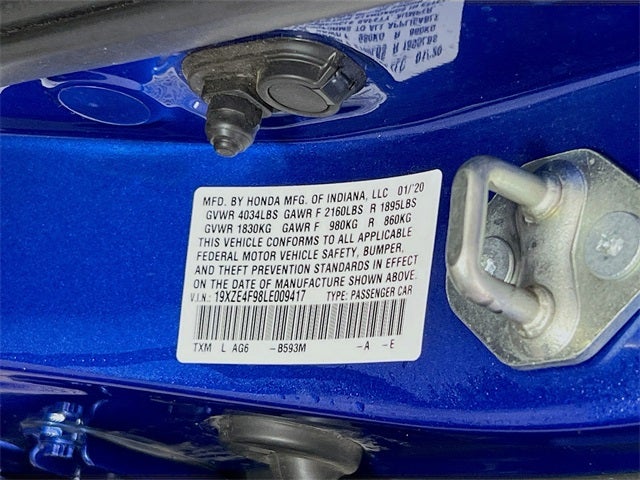 MFD. BY HONDA MFG. OF INDIANA, LLC 01/'20
GVWR 4034LBS GAWR F 2160LBS R 1895LBS
GVWR 1830KG GAWR F 980KG R 860KG
THIS VEHICLE CONFORMS TO ALL APPLICABLE
FEDERAL MOTOR VEHICLE SAFETY, BUMPER,
AND THEFT PREVENTION STANDARDS IN EFFECT
ON THE DATE OF MANUFACTURE SHOWN ABOVE.
V.I.N.: 19XZE4F98LE009417 TYPE: PASSENGER CAR
TXM L AG6 -B593M -A -E